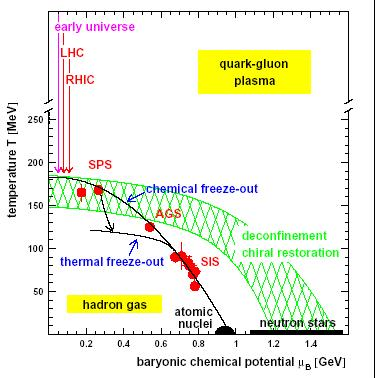 early universe
LHC
RHIC
quark-gluon
plasma
250
200
150
100
50
temperature T [MeV]
SPS
chemical freeze-out
AGS
deconfinement
chiral restoration
thermal freeze-out
SIS
hadron gas
atomic
nuclei
neutron stars
0.2
0.4
0.6
0.8
1
1.2
1.4
baryonic chemical potential μB [GeV]